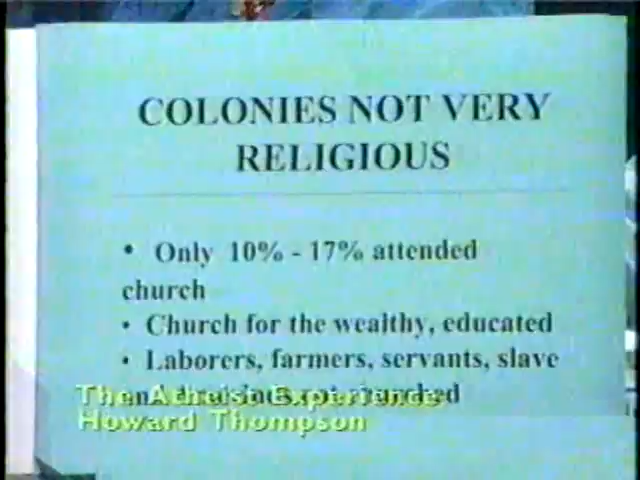 COLONIES NOT VERY
RELIGIOUS
• Only 10% - 17% attended
church
• Church for the wealthy, educated
• Laborers, farmers, servants, slave
The Atheist Experience
Howard Thompson